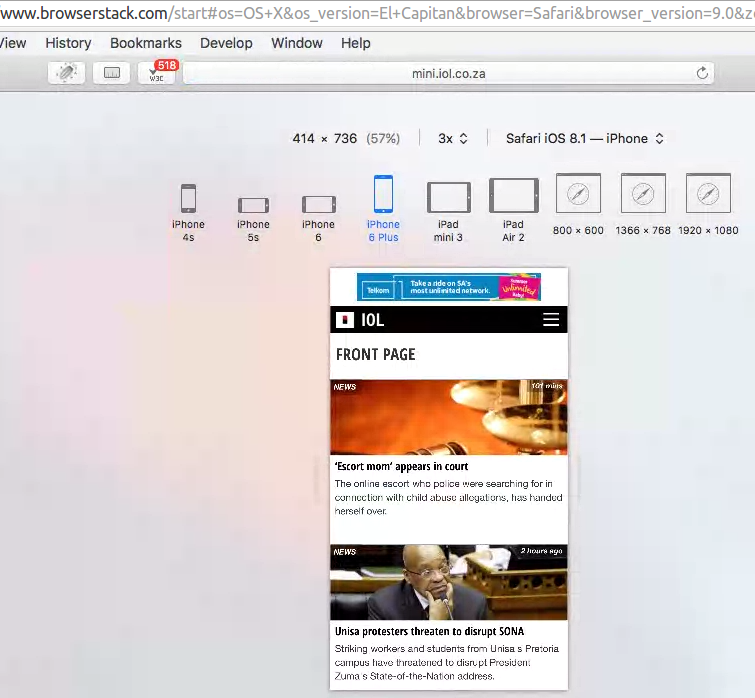 www.browserstack.com/start#os=OS+X&os_version=El+Capitan&browser=Safari&browser_version=9.0&z
View History Bookmarks Develop Window Help
518
W3C
mini.iol.co.za
414 × 736 (57%) 3x Safari iOS 8.1 — iPhone
iPhone 4s
iPhone 5s
iPhone 6
iPhone 6 Plus
iPad mini 3
iPad Air 2
800 × 600
1366 × 768
1920 × 1080
Telkom
Take a ride on SA's
most unlimited network.
Summer
Unlimited
IOL
FRONT PAGE
NEWS 101 mins
'Escort mom' appears in court
The online escort who police were searching for in
connection with child abuse allegations, has handed
herself over.
NEWS 2 hours ago
Unisa protesters threaten to disrupt SONA
Striking workers and students from Unisa s Pretoria
campus have threatened to disrupt President
Zuma's State-of-the-Nation address.